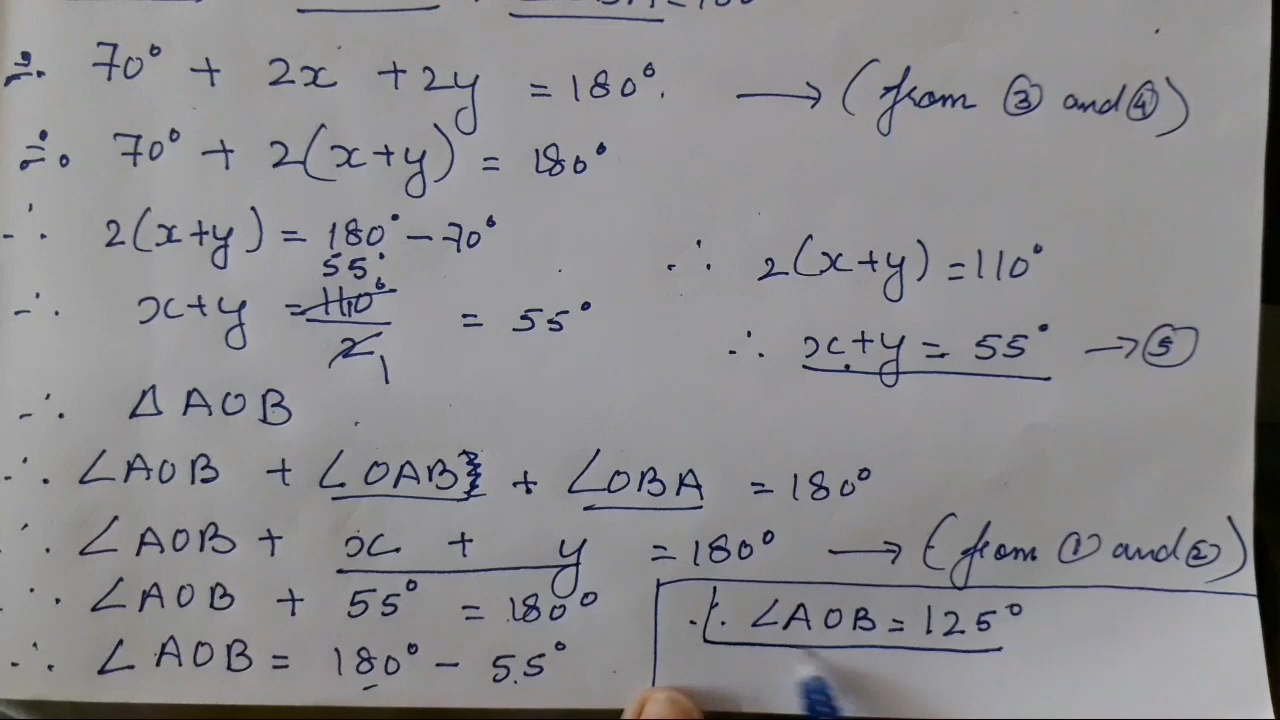 ∴ 70° + 2x + 2y = 180°. ⟶ (from ③ and ④)
∴ 70° + 2(x+y) = 180°
∴ 2(x+y) = 180° - 70°
∴ 2(x+y) = 110°
55°
∴ x+y = 110°/2 1 = 55°
∴ x+y = 55° ⟶ ⑤
∴ △AOB
∴ ∠AOB + ∠OAB + ∠OBA = 180°
∴ ∠AOB + x + y = 180° ⟶ (from ① and ②)
∴ ∠AOB + 55° = 180°
∴ ∠AOB = 125°
∴ ∠AOB = 180° - 55°